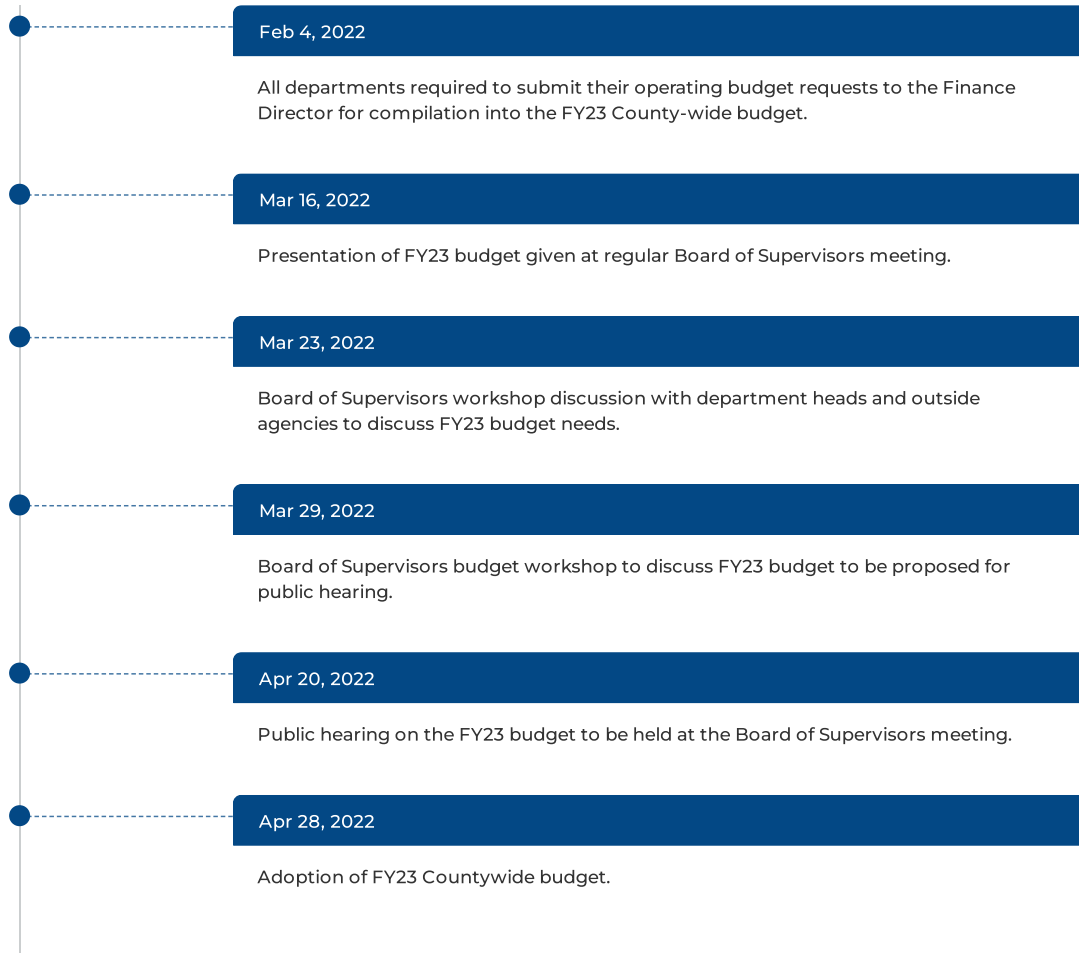 Feb 4, 2022
All departments required to submit their operating budget requests to the Finance
Director for compilation into the FY23 County-wide budget.
Mar 16, 2022
Presentation of FY23 budget given at regular Board of Supervisors meeting.
Mar 23, 2022
Board of Supervisors workshop discussion with department heads and outside
agencies to discuss FY23 budget needs.
Mar 29, 2022
Board of Supervisors budget workshop to discuss FY23 budget to be proposed for
public hearing.
Apr 20, 2022
Public hearing on the FY23 budget to be held at the Board of Supervisors meeting.
Apr 28, 2022
Adoption of FY23 Countywide budget.